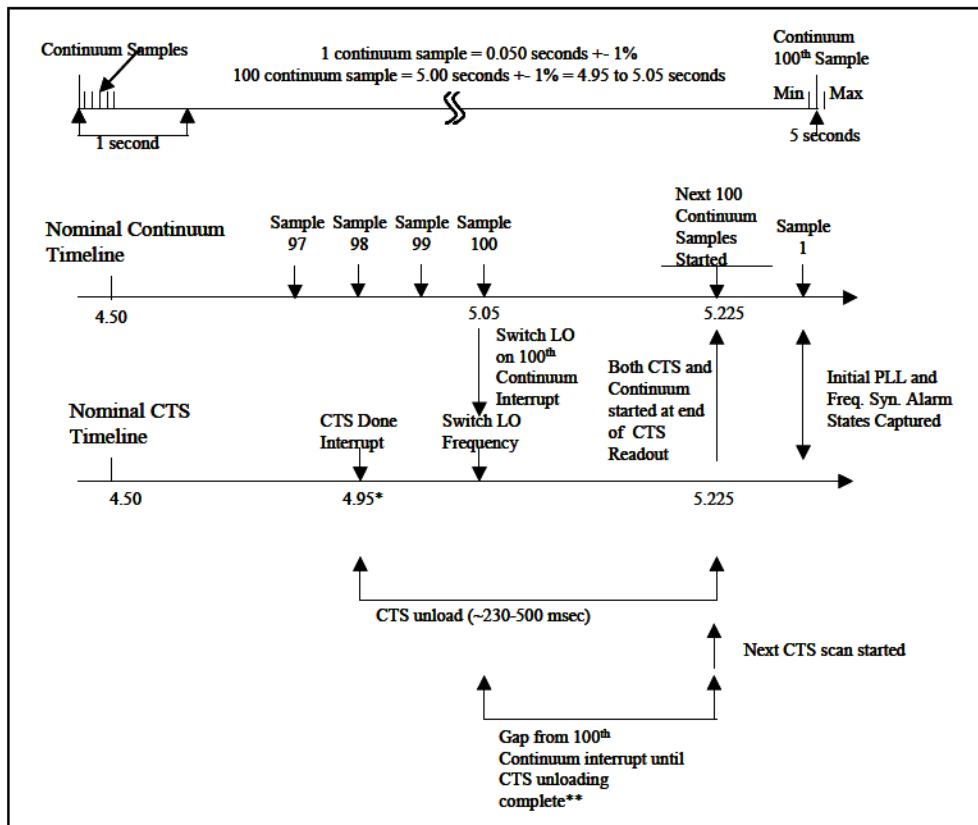 Continuum Samples
1 continuum sample = 0.050 seconds +- 1%
100 continuum sample = 5.00 seconds +- 1% = 4.95 to 5.05 seconds
Continuum
100th Sample
Min
Max
1 second
5 seconds
Nominal Continuum
Timeline
Sample
97
Sample
98
Sample
99
Sample
100
Next 100
Continuum
Samples
Started
Sample
1
4.50
5.05
5.225
Switch LO
on 100th
Continuum
Interrupt
Both CTS and
Continuum
started at end
of CTS
Readout
Initial PLL and
Freq. Syn. Alarm
States Captured
Nominal CTS
Timeline
CTS Done
Interrupt
Switch LO
Frequency
4.50
4.95*
5.225
CTS unload (~230-500 msec)
Next CTS scan started
Gap from 100th
Continuum interrupt until
CTS unloading
complete**